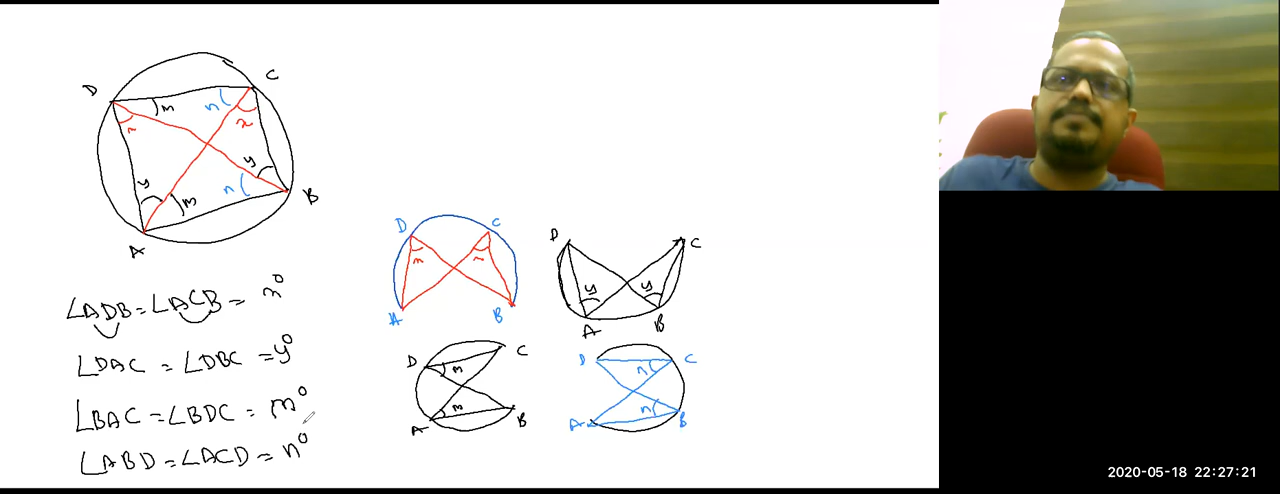 D
C
m
n
x
x
y
y
n
m
B
A
∠ADB = ∠ACB = x°
∠DAC = ∠DBC = y°
∠BAC = ∠BDC = m°
∠ABD = ∠ACD = n°
D
C
x
x
A
B
D
C
y
y
A
B
D
C
m
m
A
B
D
C
n
n
A
B
2020-05-18 22:27:21